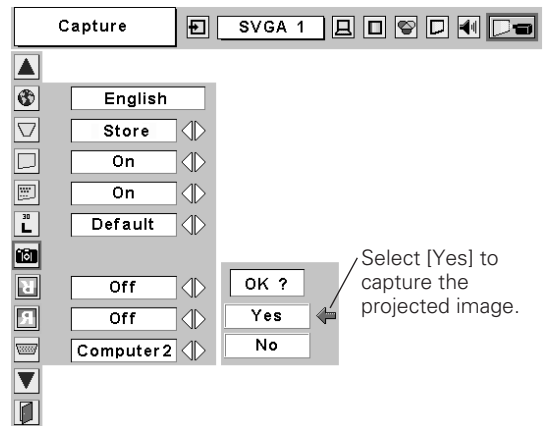 Capture
SVGA 1
English
Store
On
On
30
L
Default
Off
Off
Computer2
OK ?
Yes
No
Select [Yes] to
capture the
projected image.